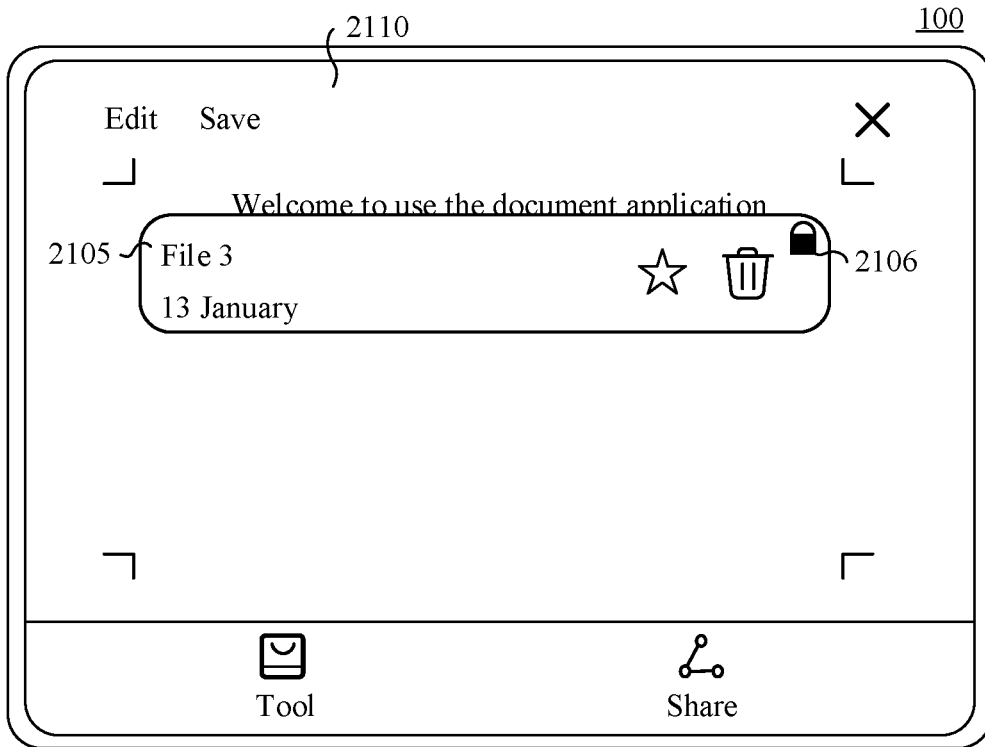 100
2110
Edit Save
Welcome to use the document application
2105
File 3
2106
13 January
Tool
Share